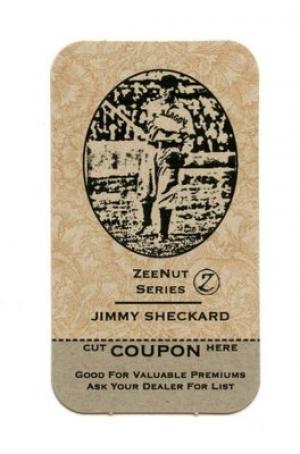 ZEENUT
SERIES Z
JIMMY SHECKARD
CUT COUPON HERE
GOOD FOR VALUABLE PREMIUMS
ASK YOUR DEALER FOR LIST